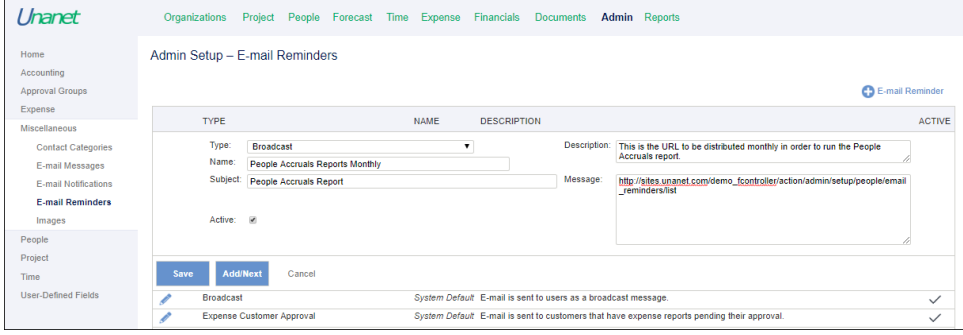 Unanet
Organizations Project People Forecast Time Expense Financials Documents Admin Reports
Home
Accounting
Approval Groups
Expense
Miscellaneous
Contact Categories
E-mail Messages
E-mail Notifications
E-mail Reminders
Images
People
Project
Time
User-Defined Fields
Admin Setup – E-mail Reminders
E-mail Reminder
TYPE NAME DESCRIPTION ACTIVE
Type: Broadcast
Name: People Accruals Reports Monthly
Subject: People Accruals Report
Active:
Description: This is the URL to be distributed monthly in order to run the People
Accruals report.
Message: http://sites.unanet.com/demo_fcontroller/action/admin/setup/people/email
_reminders/list
Save Add/Next Cancel
Broadcast System Default E-mail is sent to users as a broadcast message.
Expense Customer Approval System Default E-mail is sent to customers that have expense reports pending their approval.